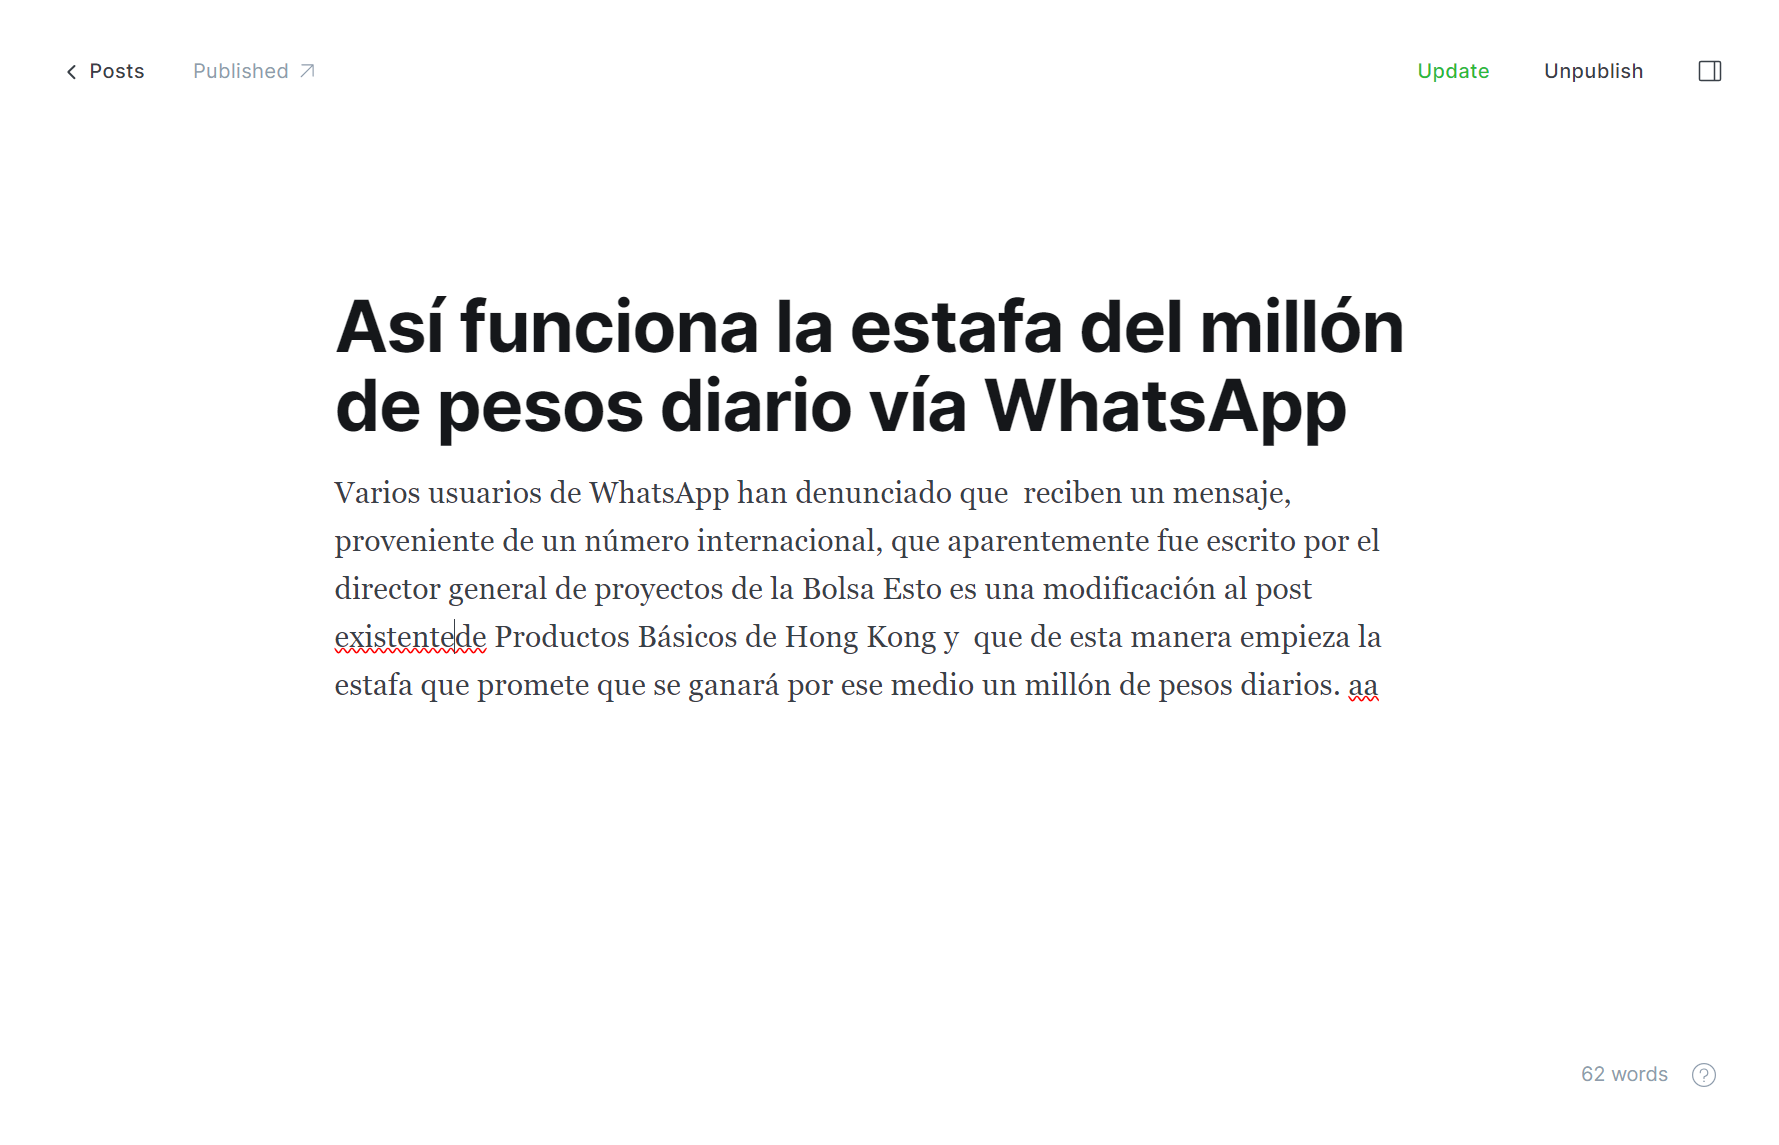 Posts
Published
Update
Unpublish
Así funciona la estafa del millón
de pesos diario vía WhatsApp
Varios usuarios de WhatsApp han denunciado que  reciben un mensaje,
proveniente de un número internacional, que aparentemente fue escrito por el
director general de proyectos de la Bolsa Esto es una modificación al post
existentede Productos Básicos de Hong Kong y  que de esta manera empieza la
estafa que promete que se ganará por ese medio un millón de pesos diarios. aa
62 words
?